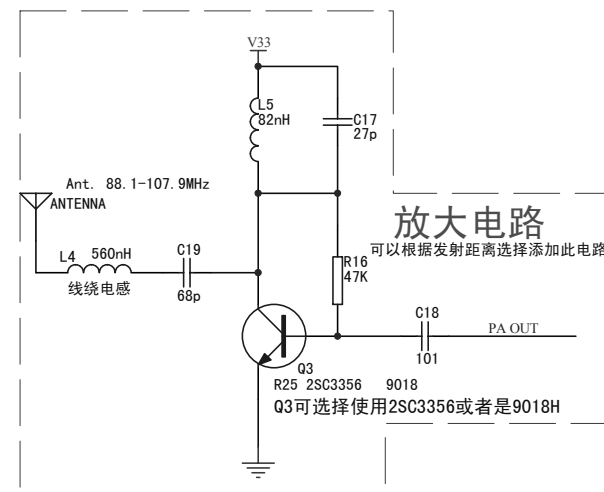 V33
L5
82nH
C17
27p
Ant. 88.1-107.9MHz
ANTENNA
放大电路
可以根据发射距离选择添加此电路
L4 560nH
C19
R16
47K
线绕电感
68p
C18
PA OUT
101
Q3
R25 2SC3356 9018
Q3可选择使用2SC3356或者是9018H